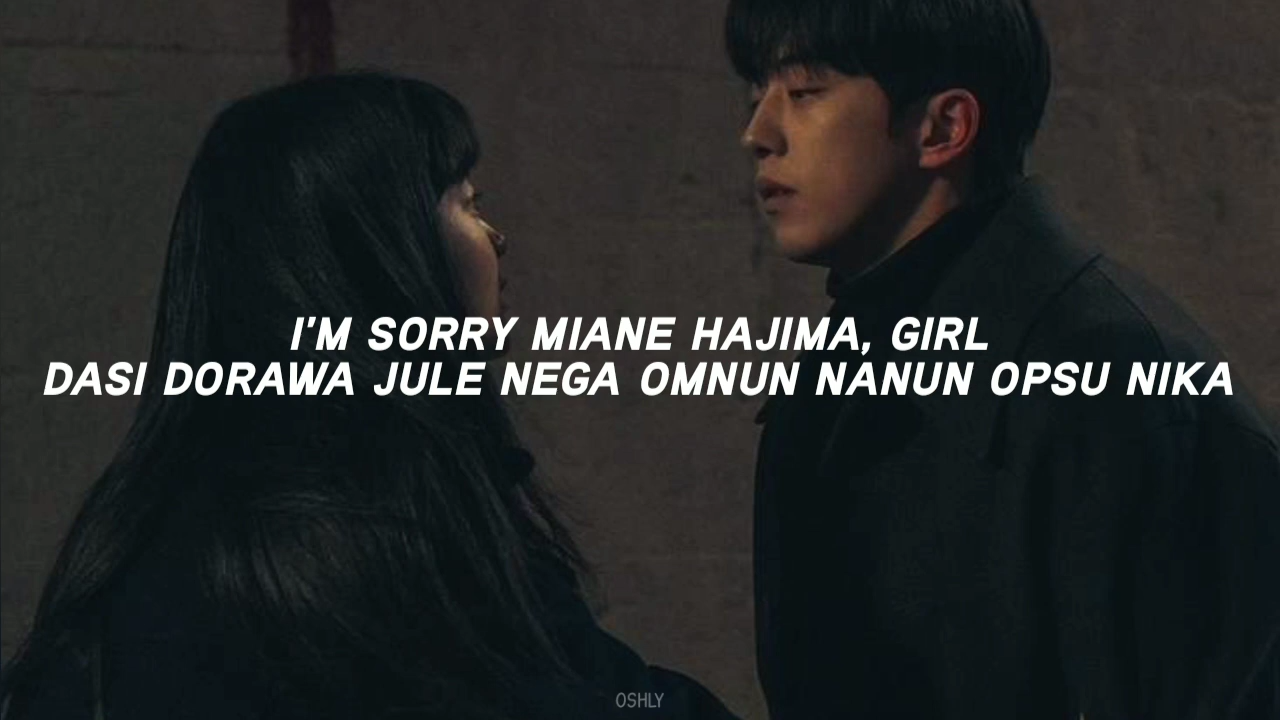 I'M SORRY MIANE HAJIMA, GIRL
DASI DORAWA JULE NEGA OMNUN NANUN OPSU NIKA
OSHLY